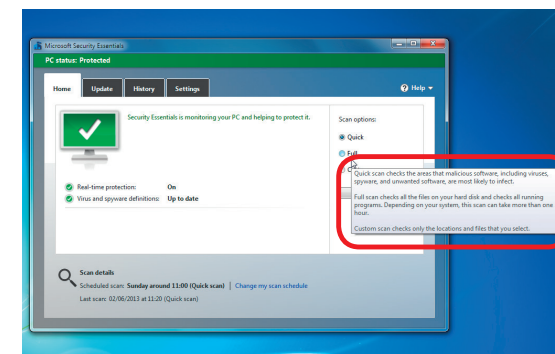 Microsoft Security Essentials
PC status: Protected
Home Update History Settings Help
Security Essentials is monitoring your PC and helping to protect it.
Scan options:
Quick
Full
C
Real-time protection: On
Virus and spyware definitions: Up to date
Quick scan checks the areas that malicious software, including viruses,
spyware, and unwanted software, are most likely to infect.
Full scan checks all the files on your hard disk and checks all running
programs. Depending on your system, this scan can take more than one
hour.
Custom scan checks only the locations and files that you select.
Scan details
Scheduled scan: Sunday around 11:00 (Quick scan) | Change my scan schedule
Last scan: 02/06/2013 at 11:20 (Quick scan)